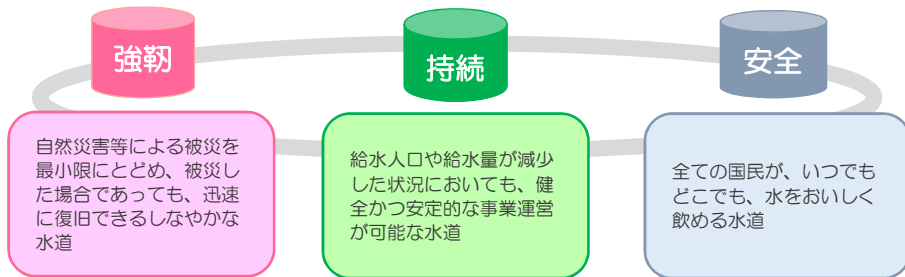 強靭
自然災害等による被災を
最小限にとどめ、被災し
た場合であっても、迅速
に復旧できるしなやかな
水道
持続
給水人口や給水量が減少
した状況においても、健
全かつ安定的な事業運営
が可能な水道
安全
全ての国民が、いつでも
どこでも、水をおいしく
飲める水道